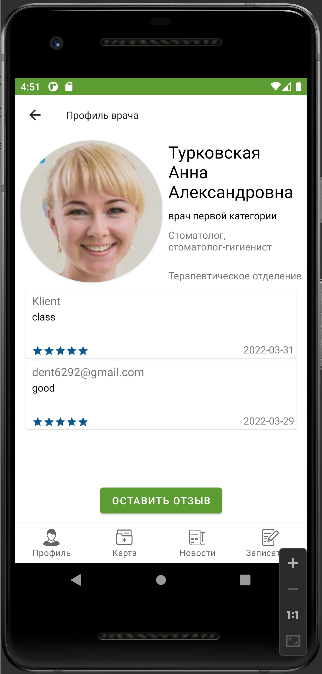 4:51
Профиль врача
Турковская
Анна
Александровна
врач первой категории
Стоматолог,
стоматолог-гигиенист
Терапевтическое отделение
Klient
class
2022-03-31
dent6292@gmail.com
good
2022-03-29
ОСТАВИТЬ ОТЗЫВ
Профиль
Карта
Новости
Записат
1:1